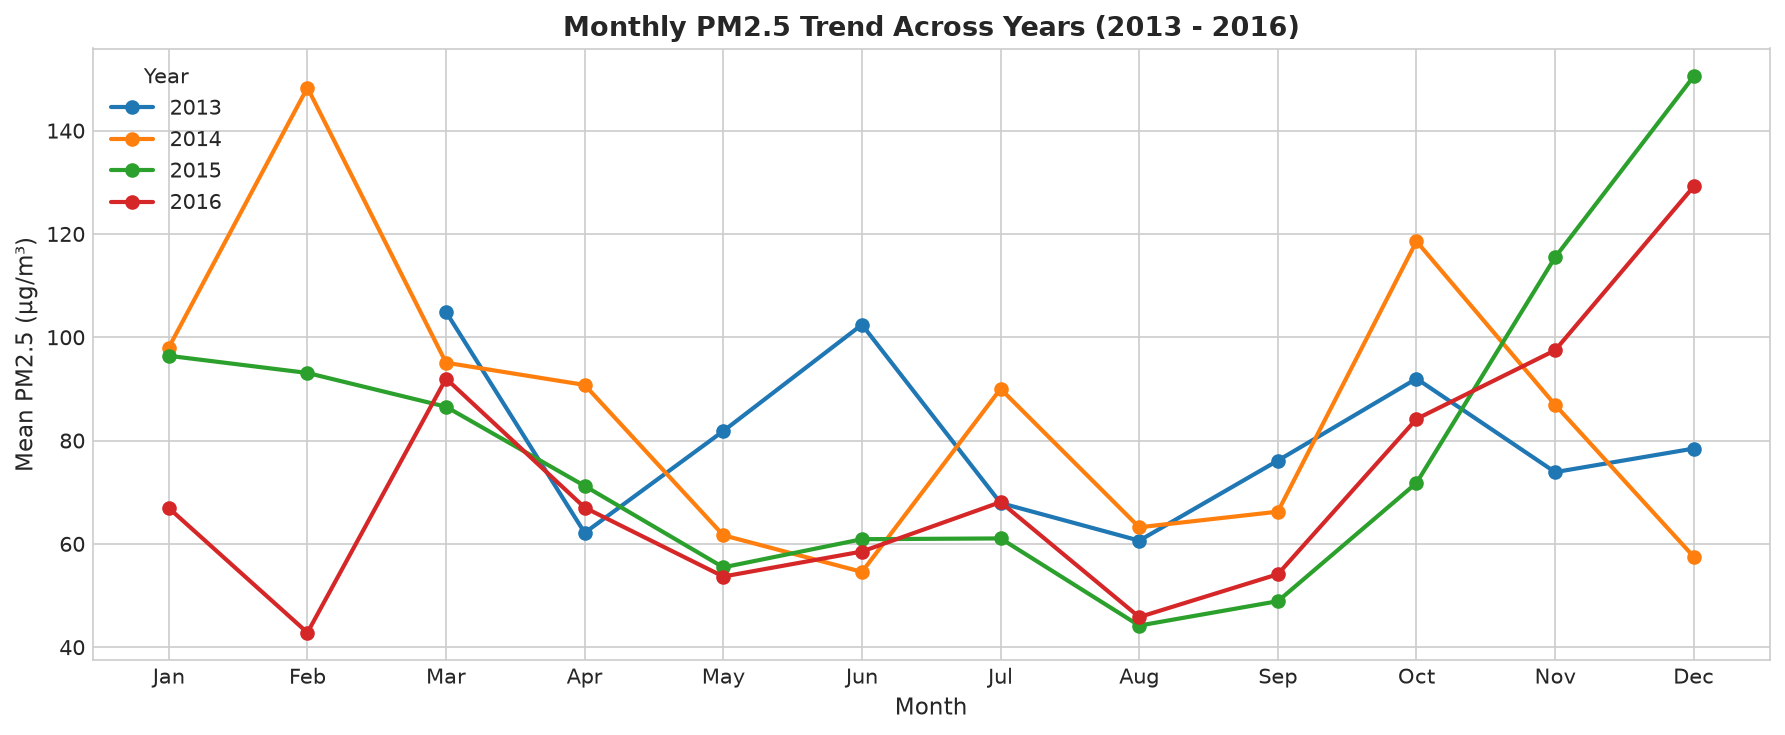 Monthly PM2.5 Trend Across Years (2013 - 2016)
Year
2013
2014
2015
2016
Mean PM2.5 (µg/m³)
140
120
100
80
60
40
Jan Feb Mar Apr May Jun Jul Aug Sep Oct Nov Dec
Month